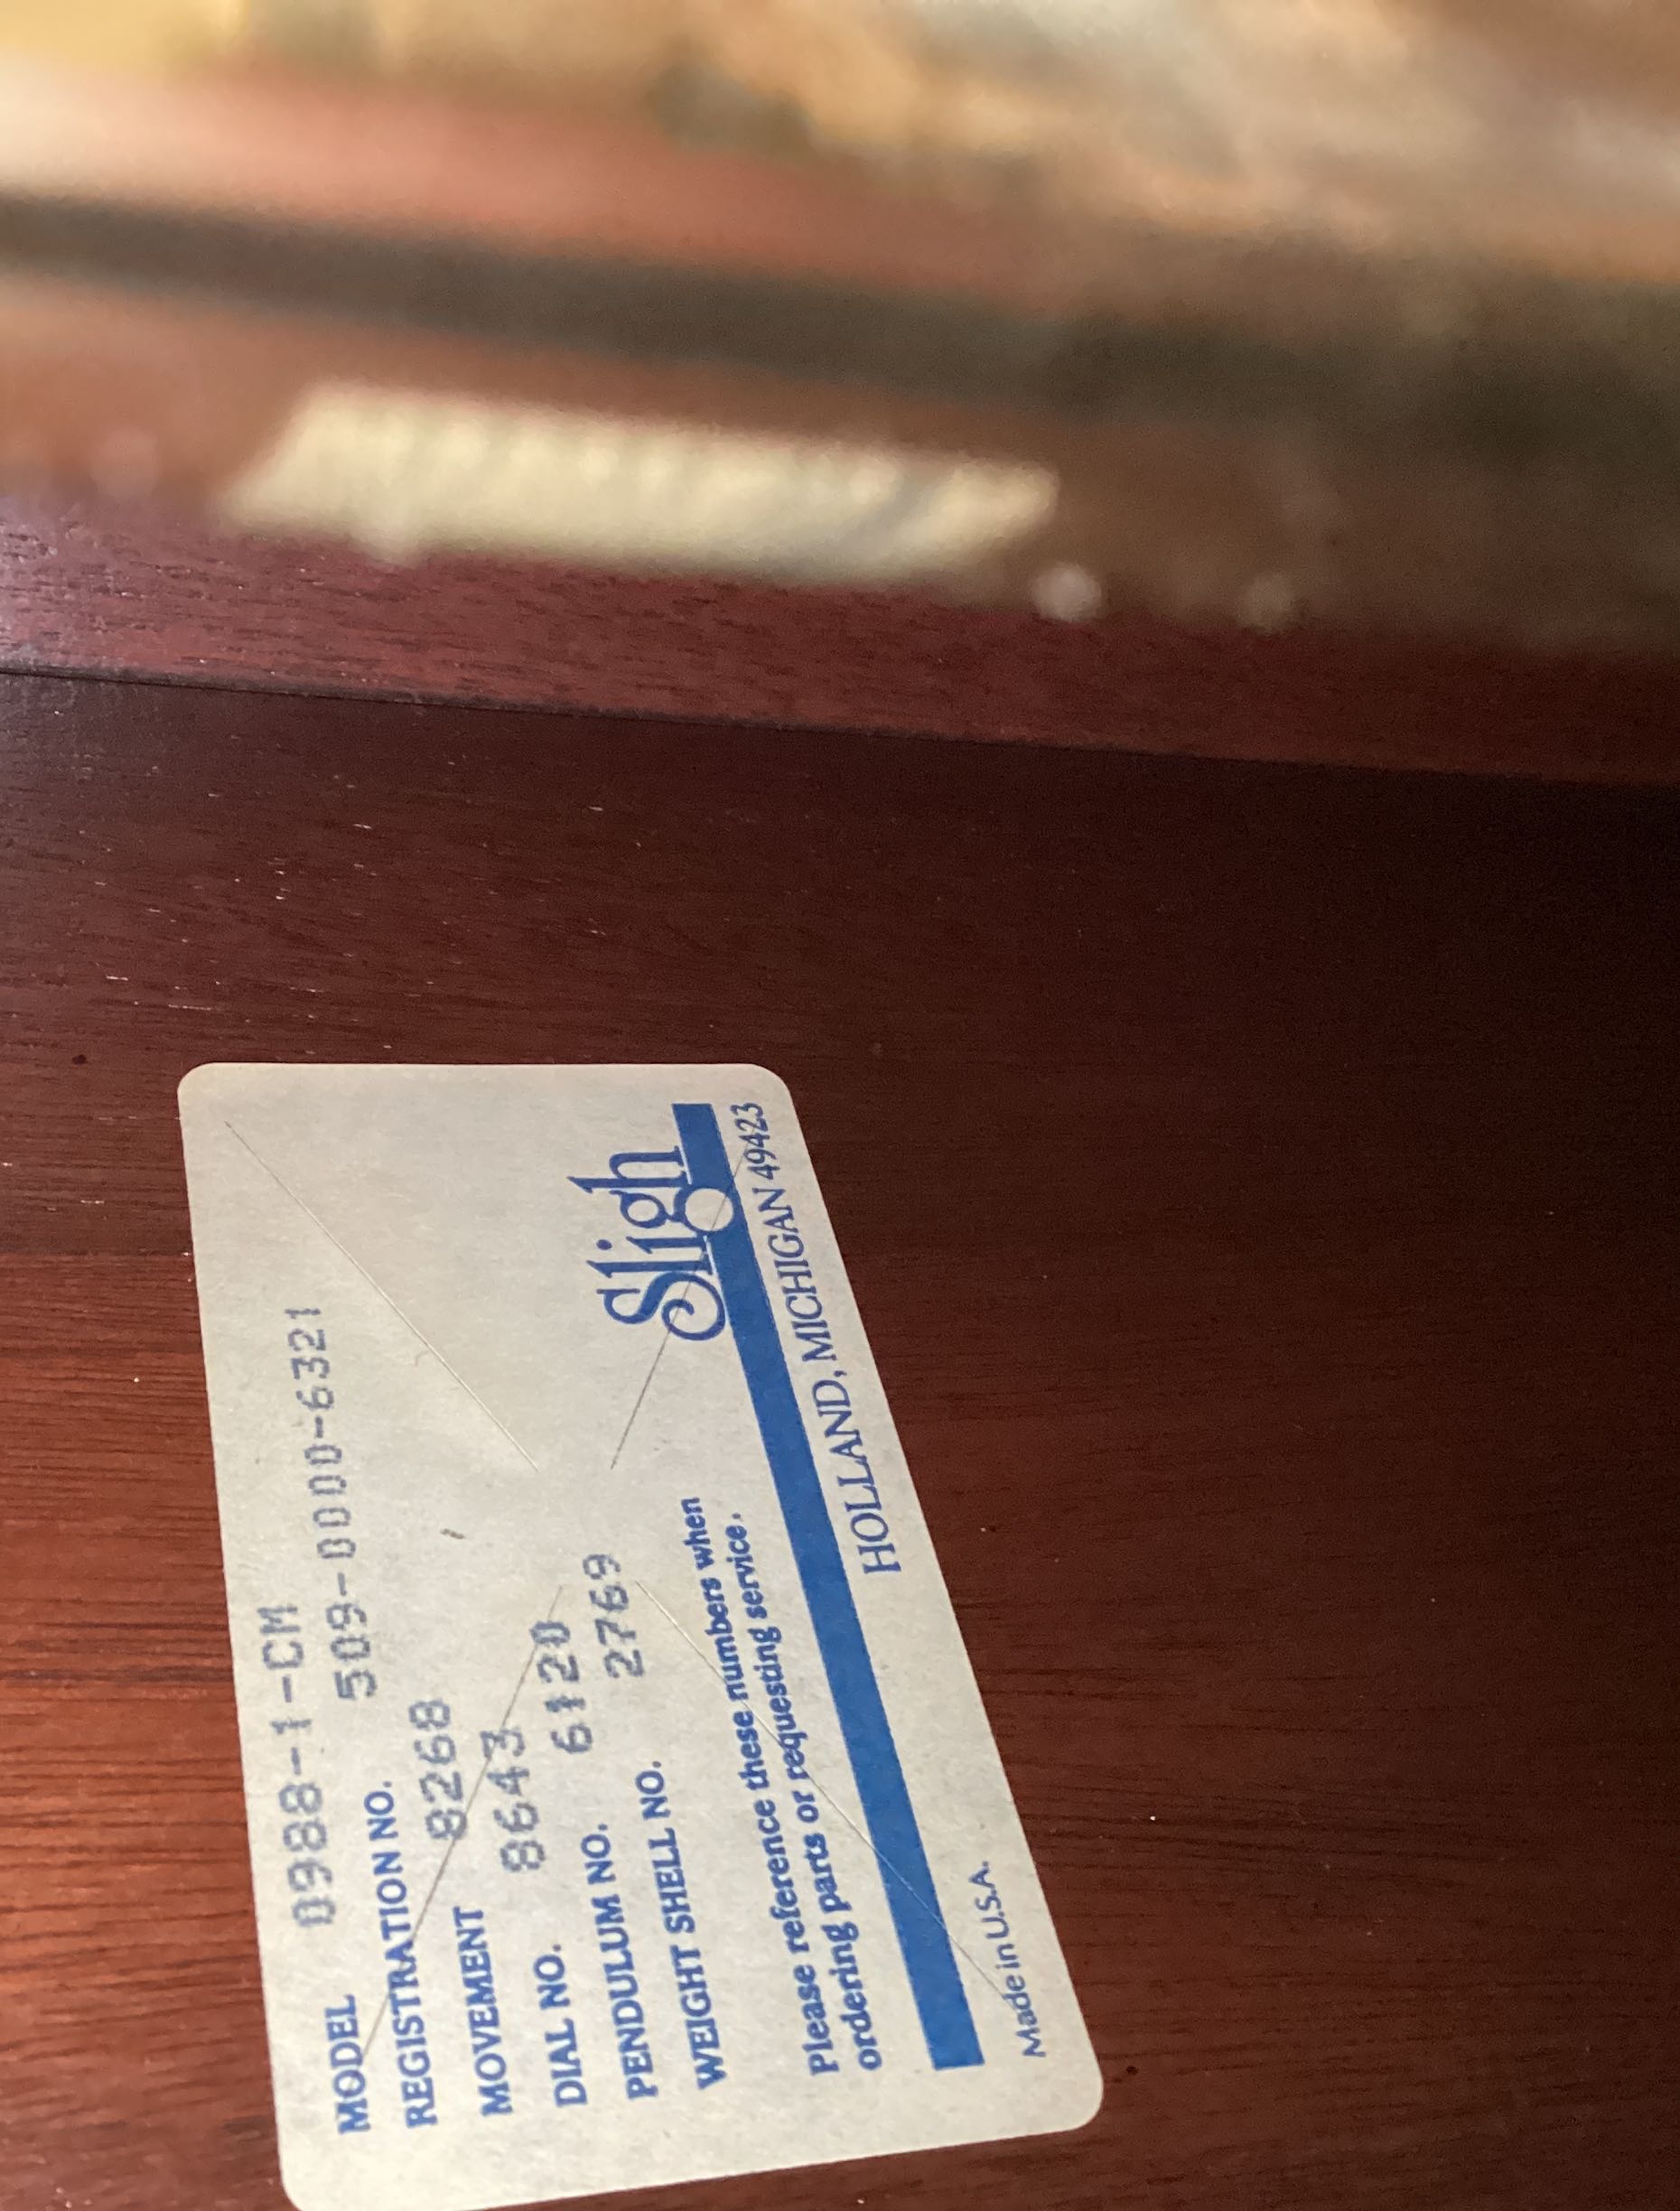 MODEL 0988-1-CM
REGISTRATION NO. 509-0000-6321
MOVEMENT 8268
DIAL NO. 8643
PENDULUM NO. 6120
WEIGHT SHELL NO. 2769
Please reference these numbers when
ordering parts or requesting service.
Sligh
HOLLAND, MICHIGAN 49423
Made in U.S.A.